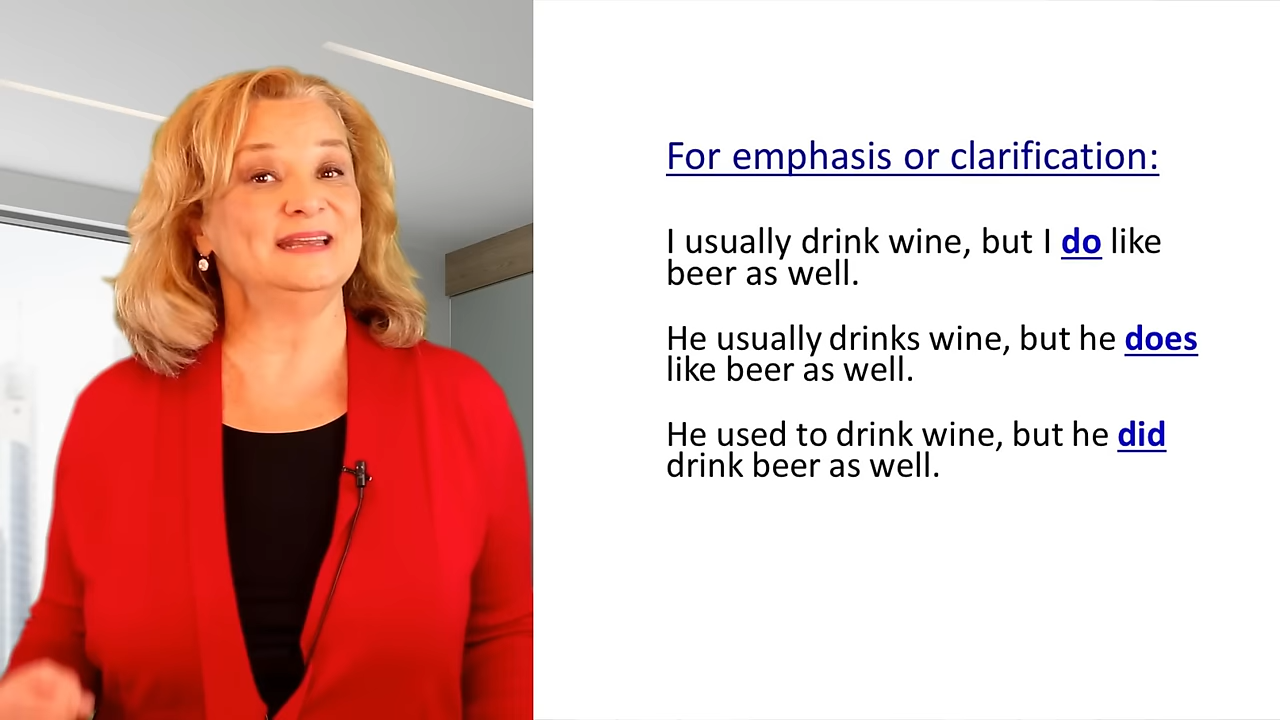 For emphasis or clarification:
I usually drink wine, but I do like
beer as well.
He usually drinks wine, but he does
like beer as well.
He used to drink wine, but he did
drink beer as well.